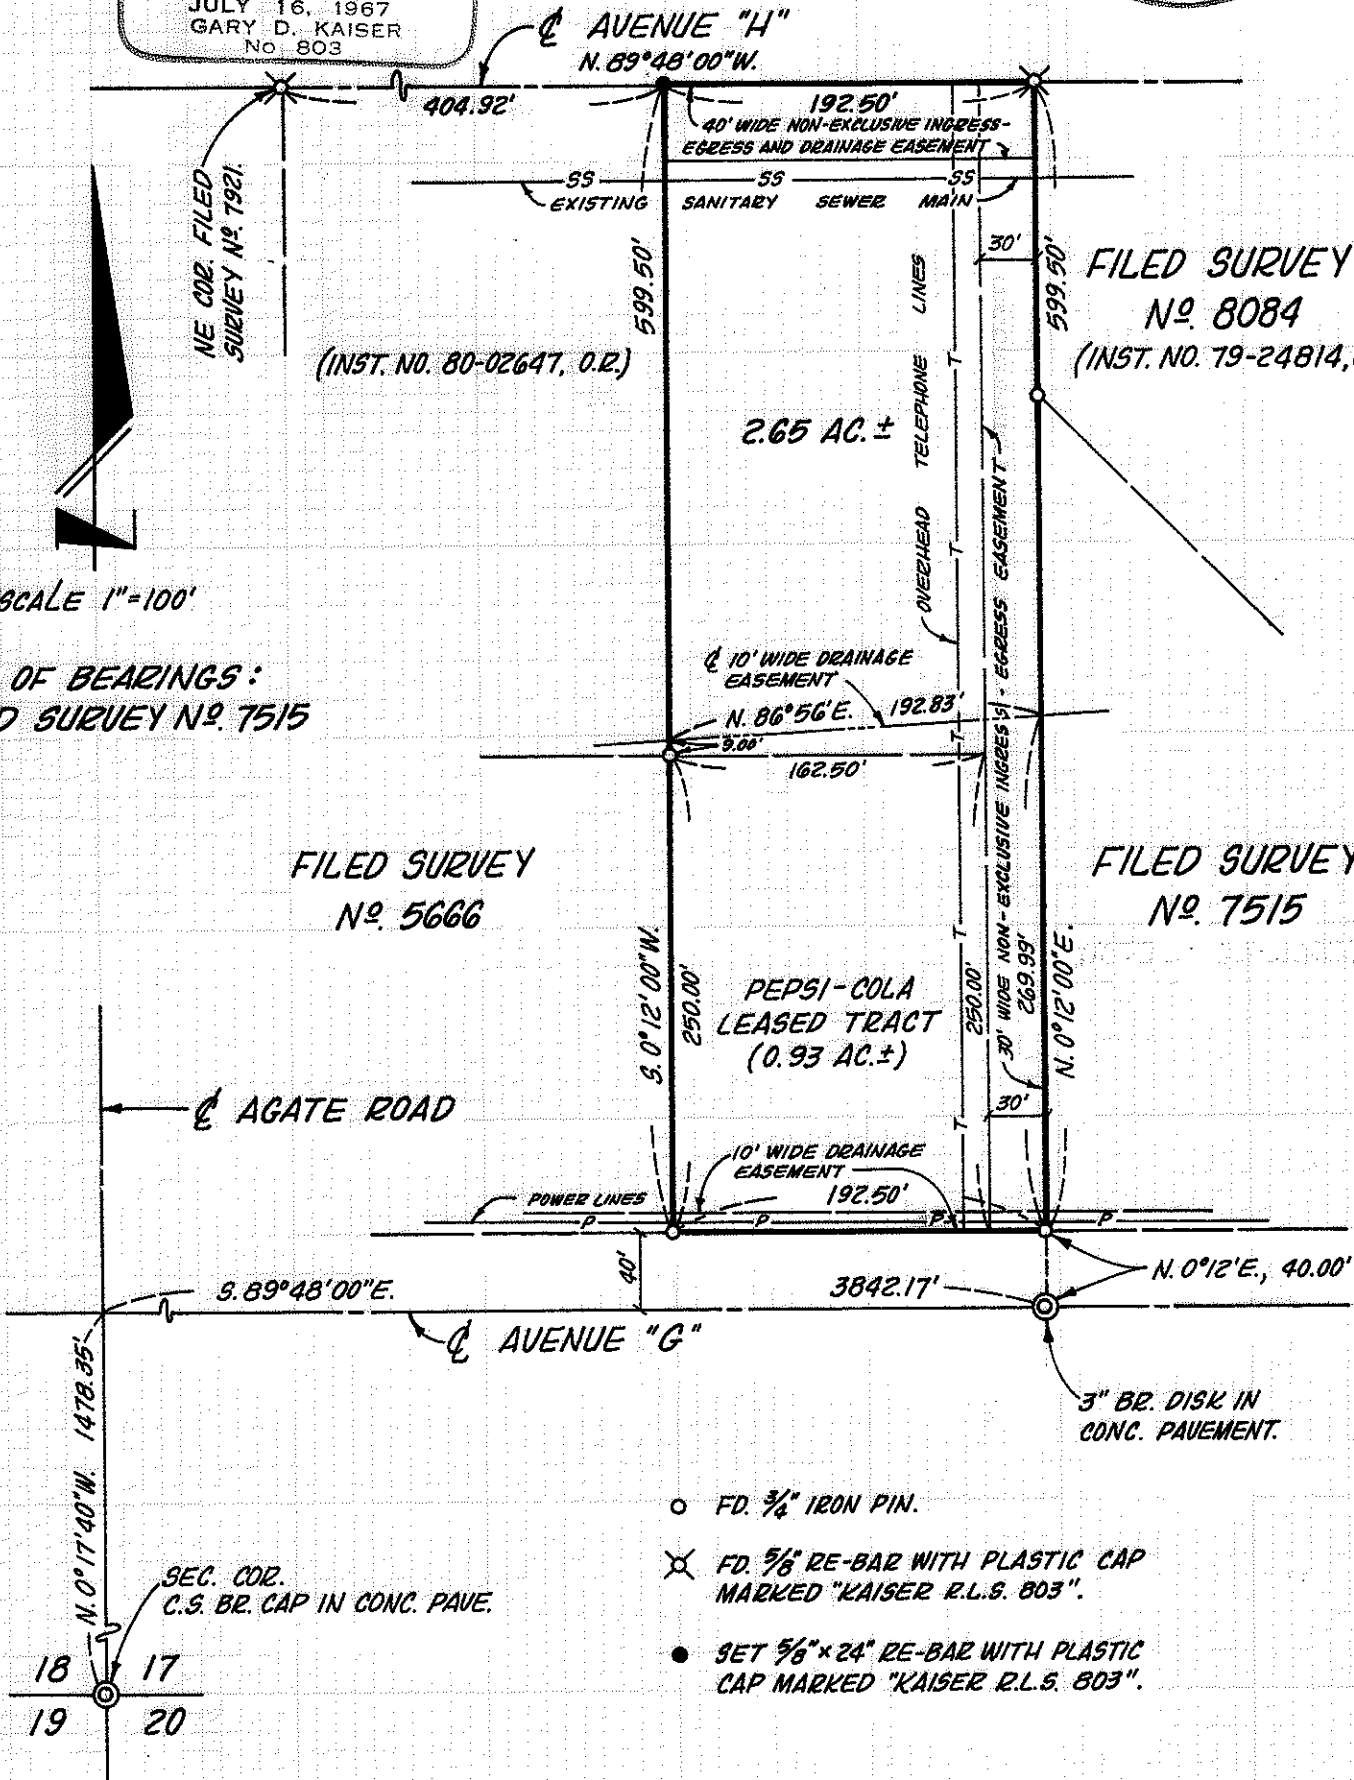 JULY 16, 1967
GARY D. KAISER
No 803
℄ AVENUE "H"
N. 89°48'00"W.
404.92'
192.50'
40' WIDE NON-EXCLUSIVE INGRESS-
EGRESS AND DRAINAGE EASEMENT
SS SS SS
EXISTING SANITARY SEWER MAIN
NE COR. FILED
SURVEY Nº. 7921.
599.50'
30'
599.50'
FILED SURVEY
Nº. 8084
(INST. NO. 79-24814,
(INST. NO. 80-02647, O.R.)
2.65 AC.±
OVERHEAD TELEPHONE LINES
T
T
T
T
T
30' WIDE NON-EXCLUSIVE INGRESS - EGRESS EASEMENT
SCALE 1"=100'
OF BEARINGS:
D SURVEY Nº. 7515
℄ 10' WIDE DRAINAGE
EASEMENT
N. 86°56'E. 192.83'
9.00'
162.50'
FILED SURVEY
Nº. 5666
FILED SURVEY
Nº. 7515
S. 0°12'00"W.
250.00'
PEPSI-COLA
LEASED TRACT
(0.93 AC.±)
250.00'
269.99'
N. 0°12'00"E.
30'
℄ AGATE ROAD
10' WIDE DRAINAGE
EASEMENT
192.50'
POWER LINES
P P P P
40'
N. 0°12'E., 40.00'
S. 89°48'00"E.
3842.17'
℄ AVENUE "G"
N. 0°17'40"W. 1478.35'
3" BR. DISK IN
CONC. PAVEMENT.
FD. 3/4" IRON PIN.
FD. 5/8" RE-BAR WITH PLASTIC CAP
MARKED "KAISER R.L.S. 803".
SET 5/8"×24" RE-BAR WITH PLASTIC
CAP MARKED "KAISER R.L.S. 803".
SEC. COR.
C.S. BR. CAP IN CONC. PAVE.
18 17
19 20